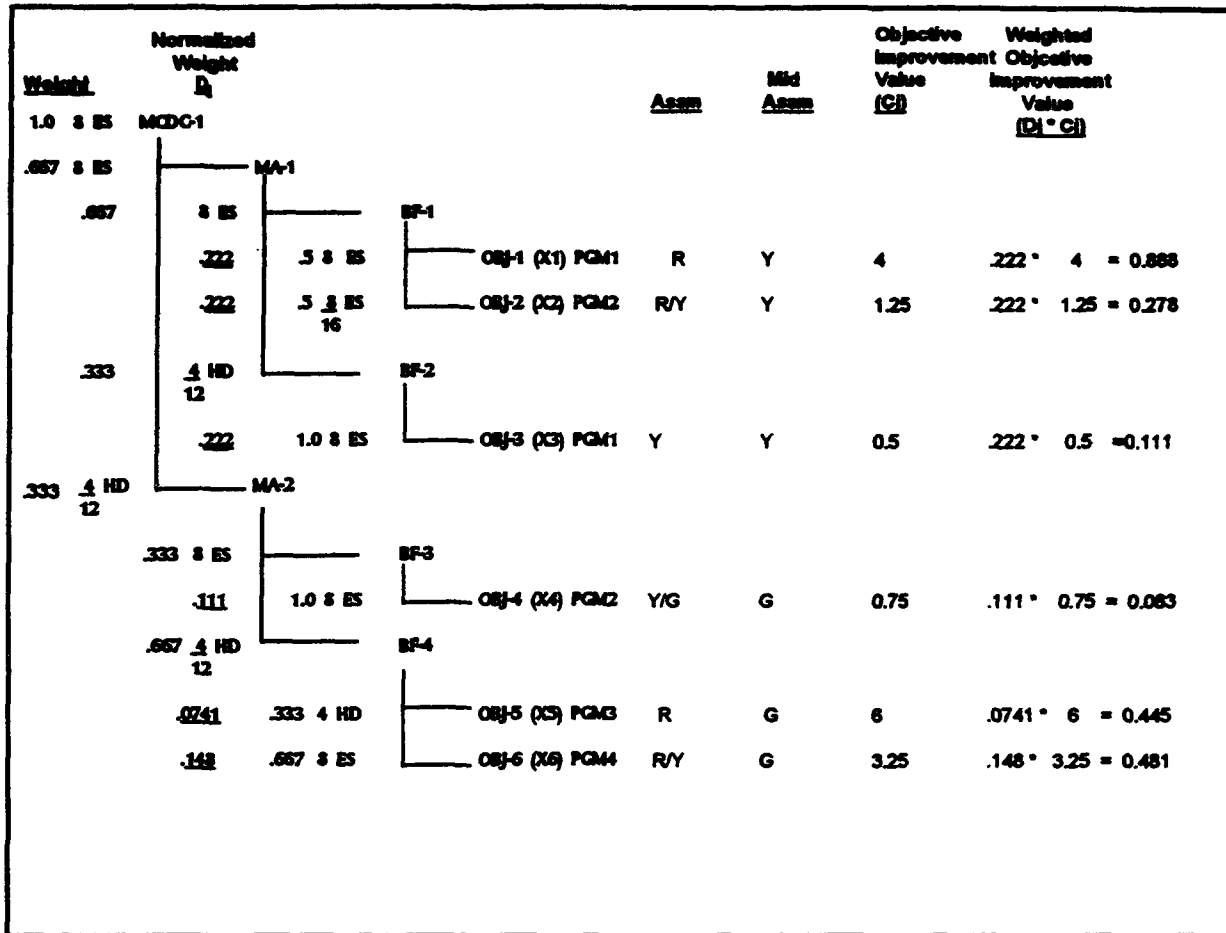 Normalized Weight Dj
Weight
Objective Improvement Value (Ci)
Weighted Objcetive Improvement Value (Dj * Ci)
Assm
Mid Assm
1.0 8 ES MCDG-1
.667 8 ES MA-1
.667 8 ES BF-1
.222 .5 8 ES OBJ-1 (X1) PGM1 R Y 4 .222 * 4 = 0.888
.222 .5 8 ES OBJ-2 (X2) PGM2 R/Y Y 1.25 .222 * 1.25 = 0.278
16
.333 4 HD BF-2
12
.222 1.0 8 ES OBJ-3 (X3) PGM1 Y Y 0.5 .222 * 0.5 =0.111
.333 4 HD MA-2
12
.333 8 ES BF-3
.111 1.0 8 ES OBJ-4 (X4) PGM2 Y/G G 0.75 .111 * 0.75 = 0.083
.667 4 HD BF-4
12
.0741 .333 4 HD OBJ-5 (X5) PGM3 R G 6 .0741 * 6 = 0.445
.148 .667 8 ES OBJ-6 (X6) PGM4 R/Y G 3.25 .148 * 3.25 = 0.481